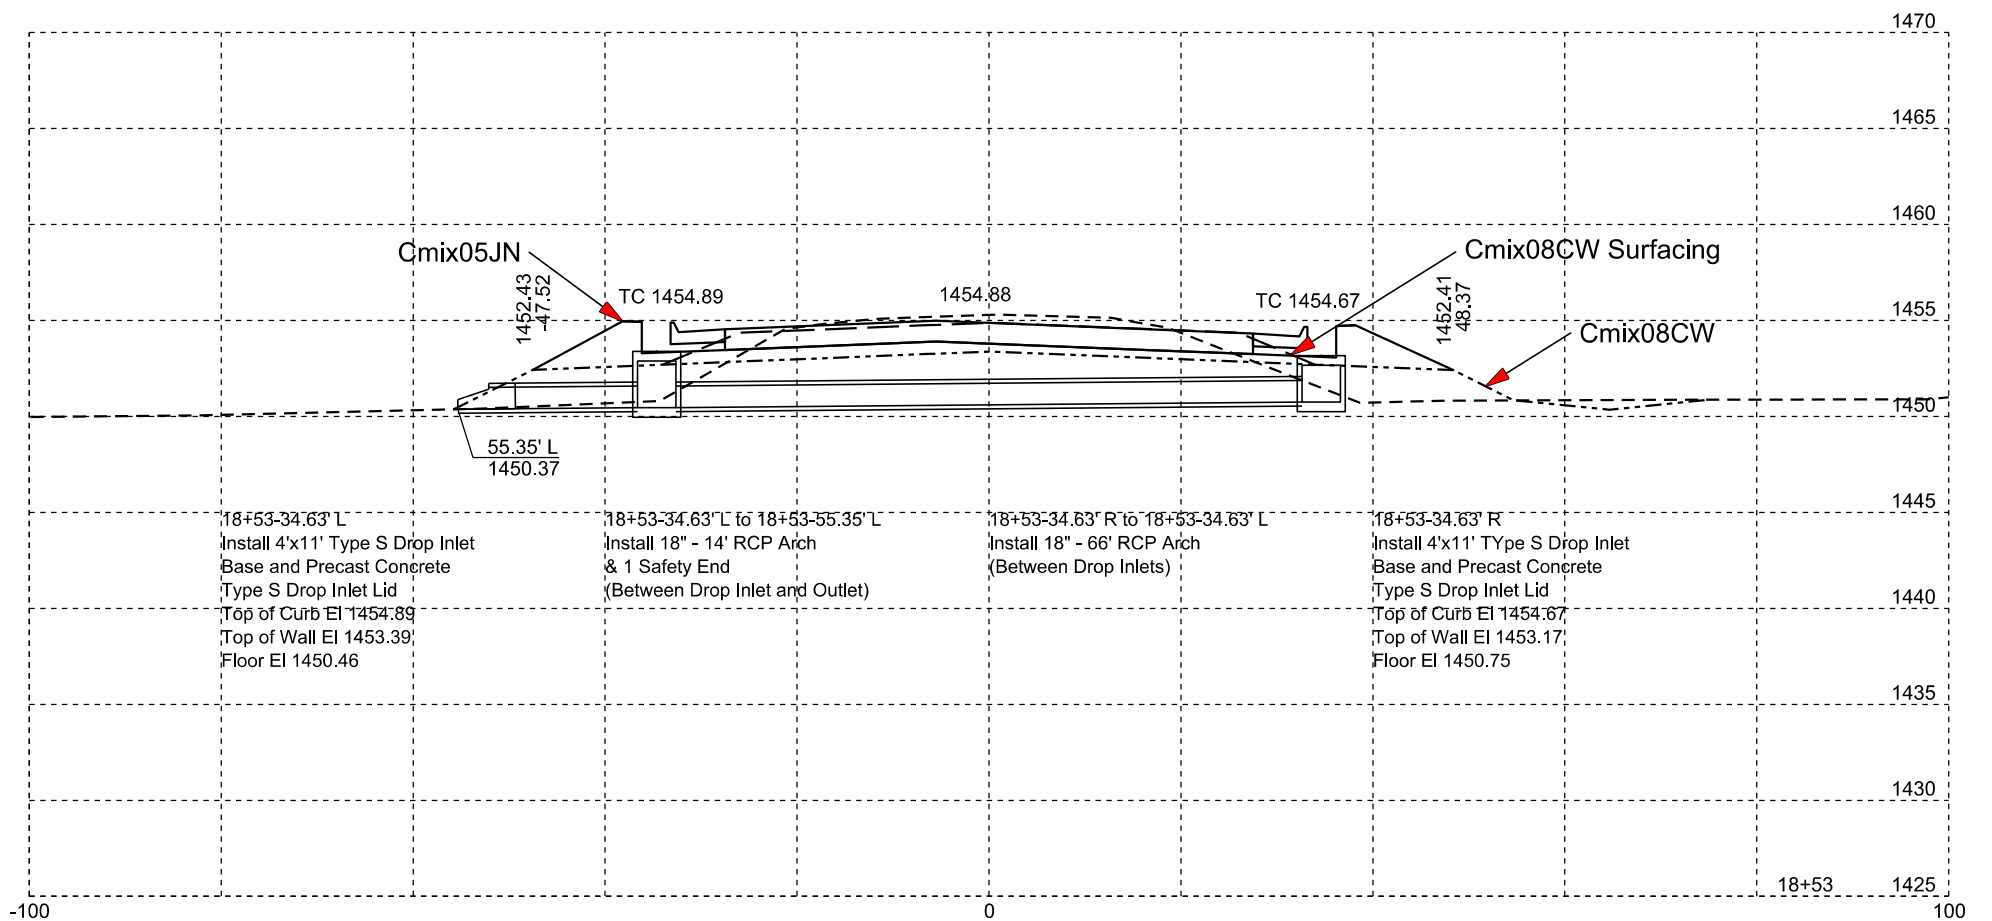 1470
1465
1460
Cmix05JN
Cmix08CW Surfacing
1452.43
-47.52
TC 1454.89
1454.88
TC 1454.67
1452.41
48.37
1455
Cmix08CW
1450
55.35' L
1450.37
1445
18+53-34.63' L
Install 4'x11' Type S Drop Inlet
Base and Precast Concrete
Type S Drop Inlet Lid
Top of Curb El 1454.89
Top of Wall El 1453.39
Floor El 1450.46
18+53-34.63' L to 18+53-55.35' L
Install 18" - 14' RCP Arch
& 1 Safety End
(Between Drop Inlet and Outlet)
18+53-34.63' R to 18+53-34.63' L
Install 18" - 66' RCP Arch
(Between Drop Inlets)
18+53-34.63' R
Install 4'x11' TYpe S Drop Inlet
Base and Precast Concrete
Type S Drop Inlet Lid
Top of Curb El 1454.67
Top of Wall El 1453.17
Floor El 1450.75
1440
1435
1430
18+53
1425
-100
0
100